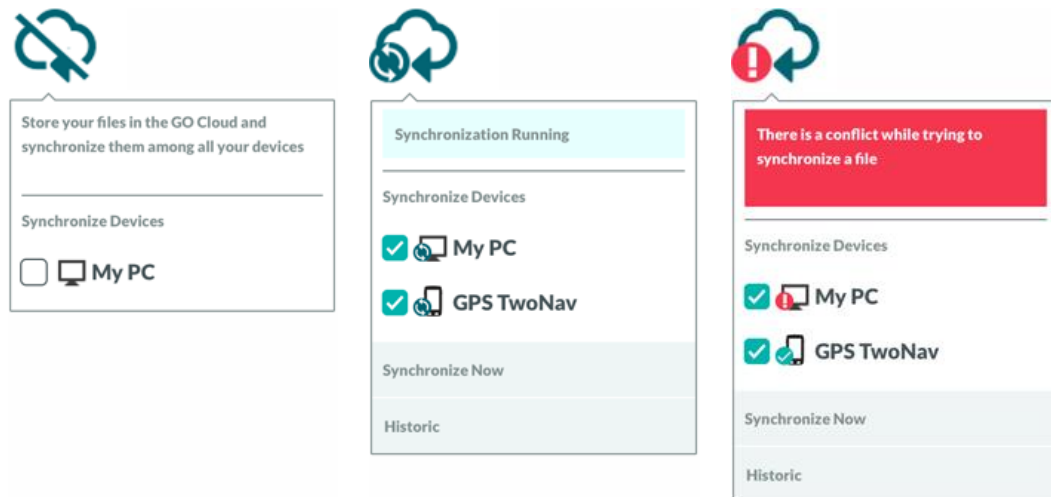 Store your files in the GO Cloud and
synchronize them among all your devices
Synchronize Devices
My PC
Synchronization Running
Synchronize Devices
My PC
GPS TwoNav
Synchronize Now
Historic
There is a conflict while trying to
synchronize a file
Synchronize Devices
My PC
GPS TwoNav
Synchronize Now
Historic